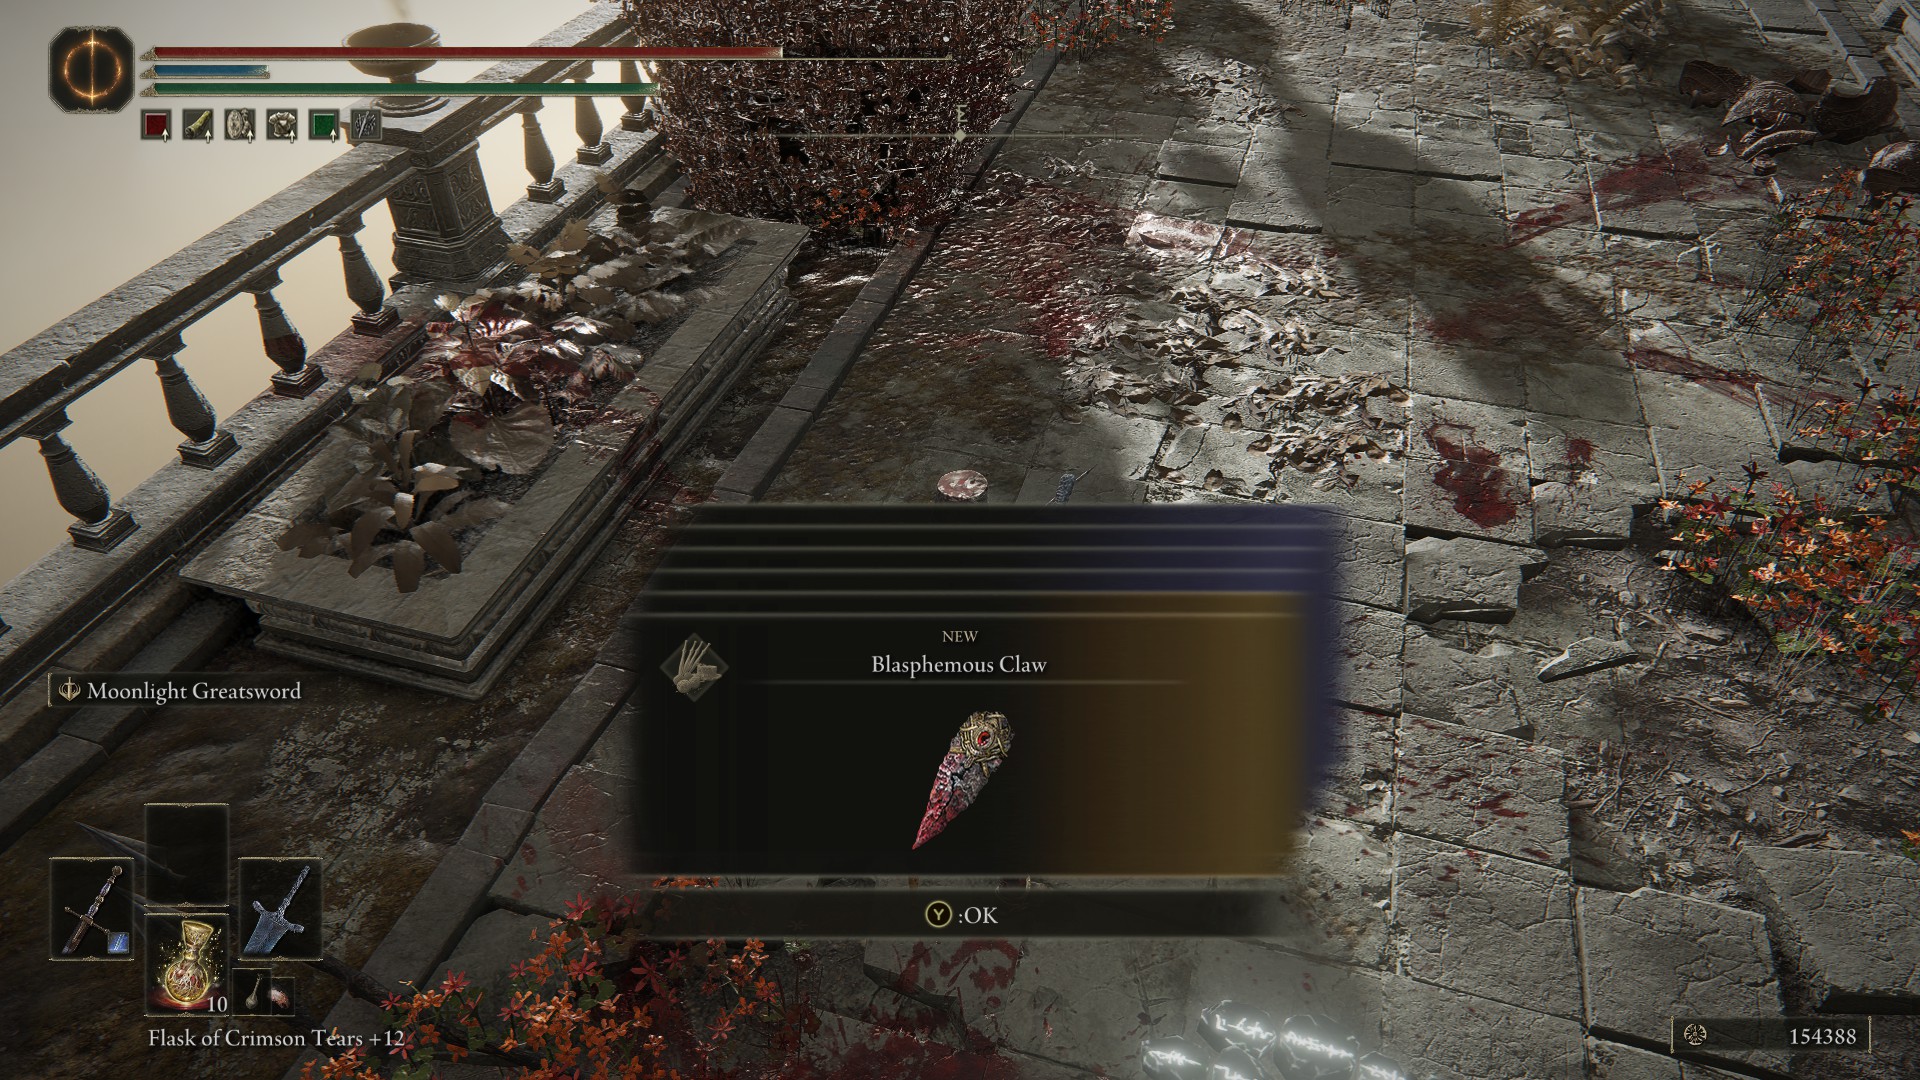 NEW
Blasphemous Claw
Moonlight Greatsword
Y :OK
10
Flask of Crimson Tears +12
154388